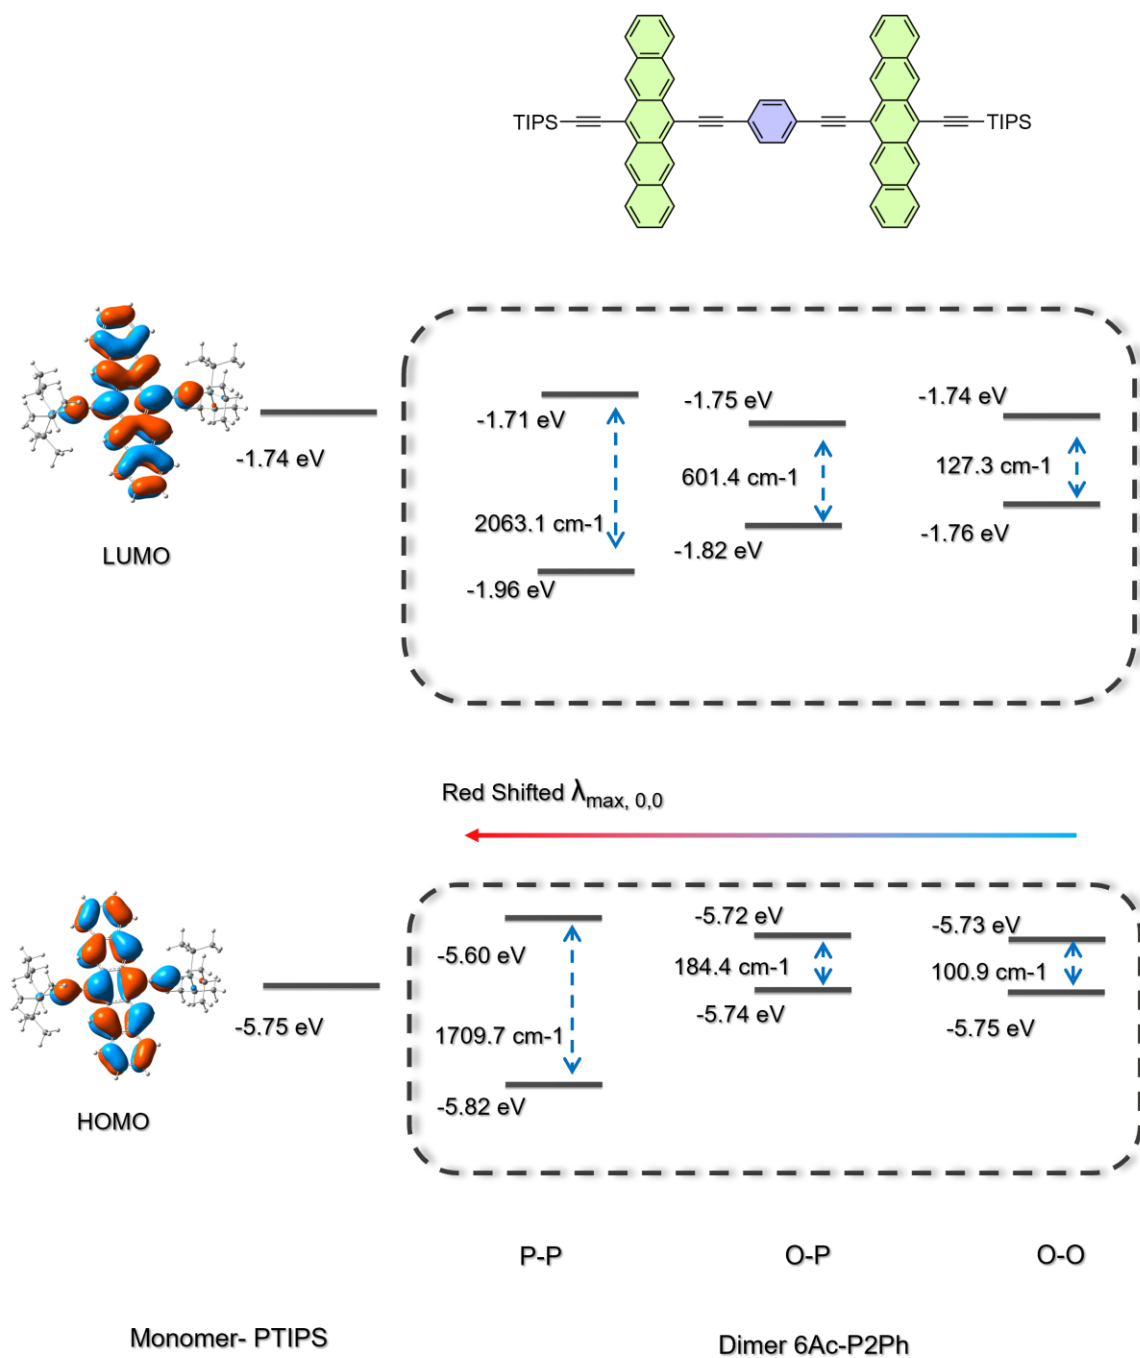 TIPS
TIPS
-1.71 eV
-1.75 eV
-1.74 eV
-1.74 eV
2063.1 cm-1
601.4 cm-1
127.3 cm-1
-1.96 eV
-1.82 eV
-1.76 eV
LUMO
Red Shifted λmax, 0,0
-5.60 eV
-5.72 eV
-5.73 eV
-5.75 eV
1709.7 cm-1
184.4 cm-1
100.9 cm-1
-5.82 eV
-5.74 eV
-5.75 eV
HOMO
P-P
O-P
O-O
Monomer- PTIPS
Dimer 6Ac-P2Ph